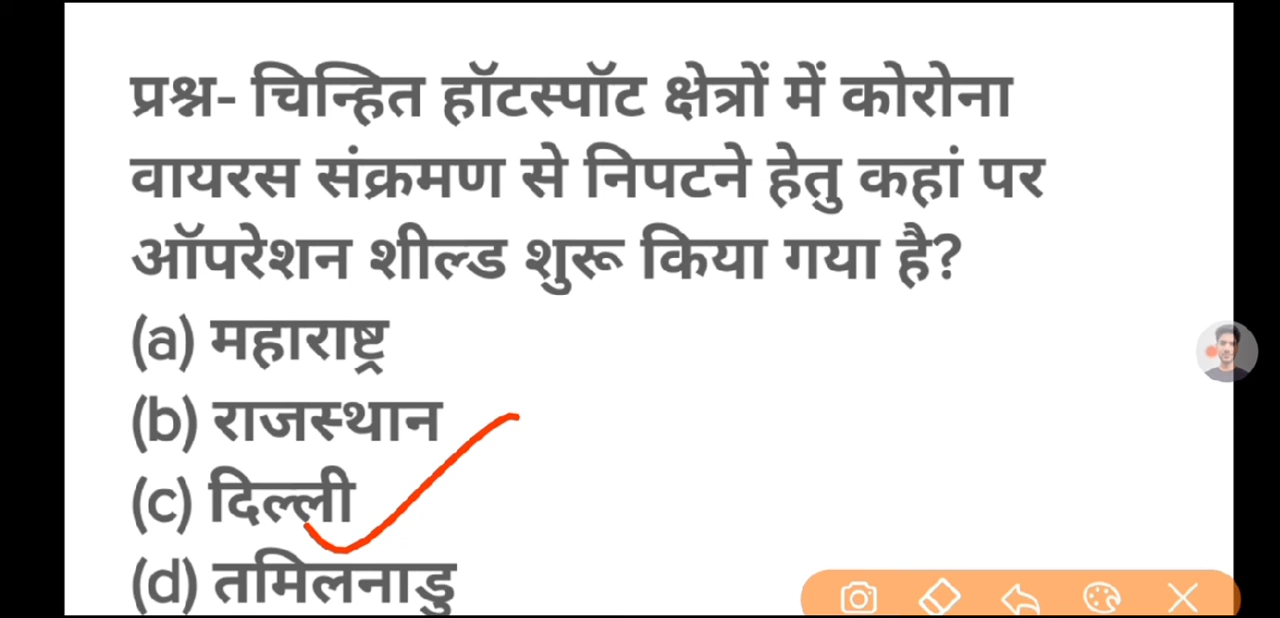 प्रश्न- चिन्हित हॉटस्पॉट क्षेत्रों में कोरोना
वायरस संक्रमण से निपटने हेतु कहां पर
ऑपरेशन शील्ड शुरू किया गया है?
(a) महाराष्ट्र
(b) राजस्थान
(c) दिल्ली
(d) तमिलनाडु